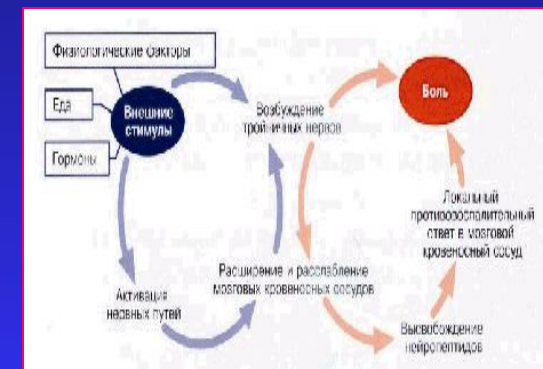 Физиологические факторы
Еда
Гормоны
Внешние
стимулы
Возбуждение
тройничных нервов
Боль
Локальный
противовоспалительный
ответ в мозговой
кровеносный сосуд
Расширение и расслабление
мозговых кровеносных сосудов
Активация
нервных путей
Высвобождение
нейропептидов